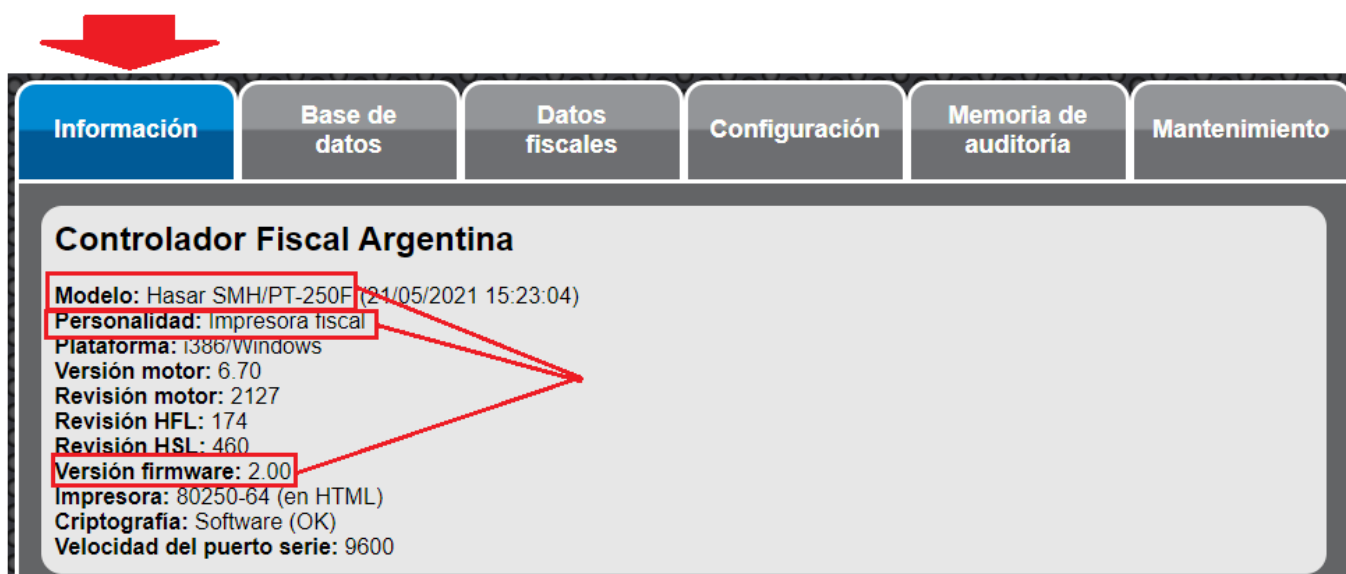 Información
Base de
datos
Datos
fiscales
Configuración
Memoria de
auditoría
Mantenimiento
Controlador Fiscal Argentina
Modelo: Hasar SMH/PT-250F (21/05/2021 15:23:04)
Personalidad: Impresora fiscal
Plataforma: i386/Windows
Versión motor: 6.70
Revisión motor: 2127
Revisión HFL: 174
Revisión HSL: 460
Versión firmware: 2.00
Impresora: 80250-64 (en HTML)
Criptografía: Software (OK)
Velocidad del puerto serie: 9600